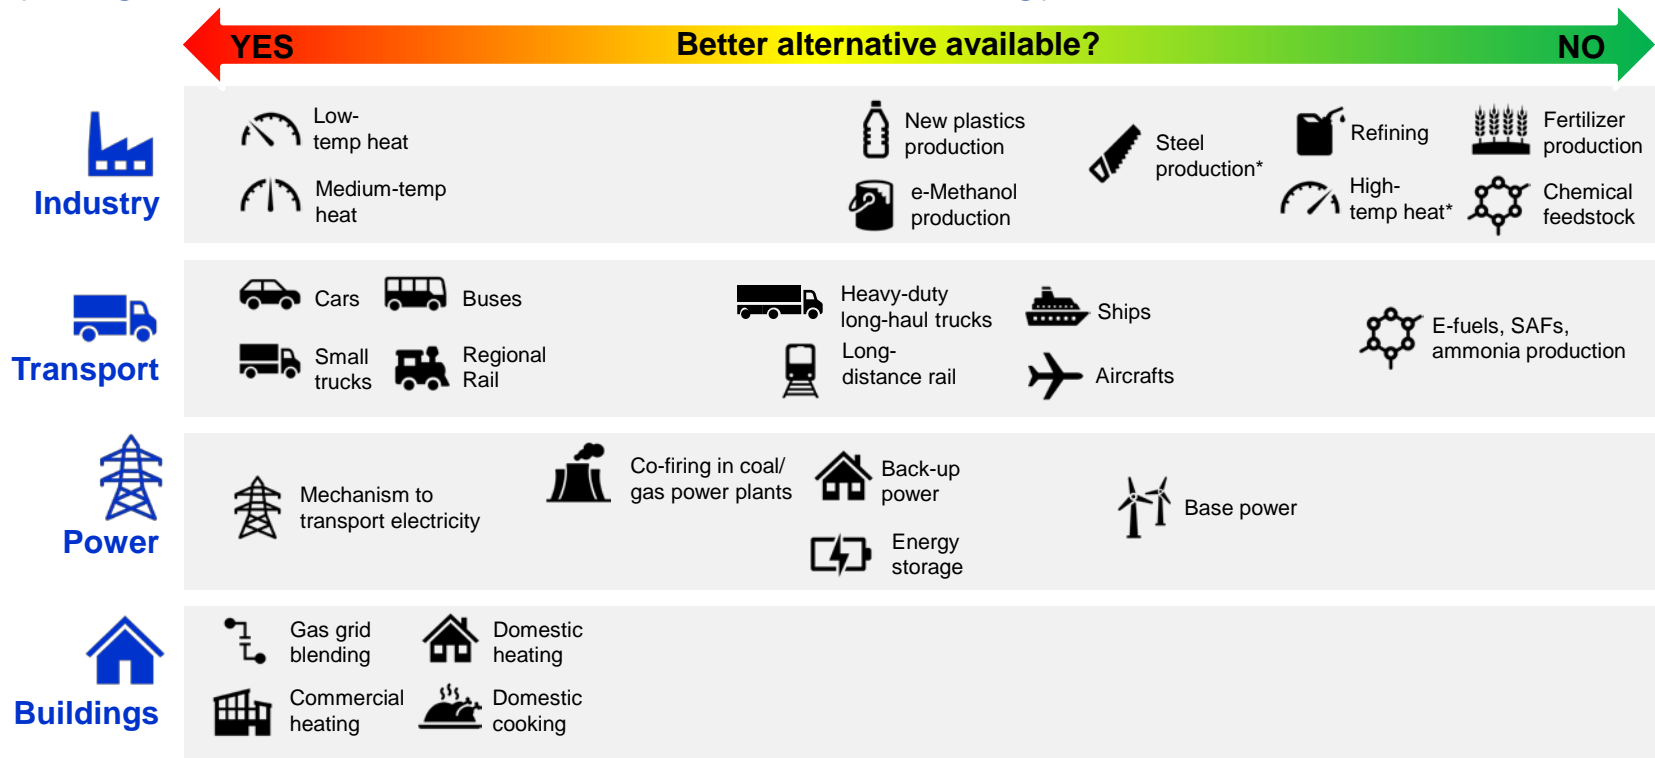 YES
Better alternative available?
NO
Industry
Low-
temp heat
Medium-temp
heat
New plastics
production
e-Methanol
production
Steel
production*
Refining
High-
temp heat*
Fertilizer
production
Chemical
feedstock
Transport
Cars
Buses
Small
trucks
Regional
Rail
Heavy-duty
long-haul trucks
Long-
distance rail
Ships
Aircrafts
E-fuels, SAFs,
ammonia production
Power
Mechanism to
transport electricity
Co-firing in coal/
gas power plants
Back-up
power
Energy
storage
Base power
Buildings
Gas grid
blending
Domestic
heating
Commercial
heating
Domestic
cooking